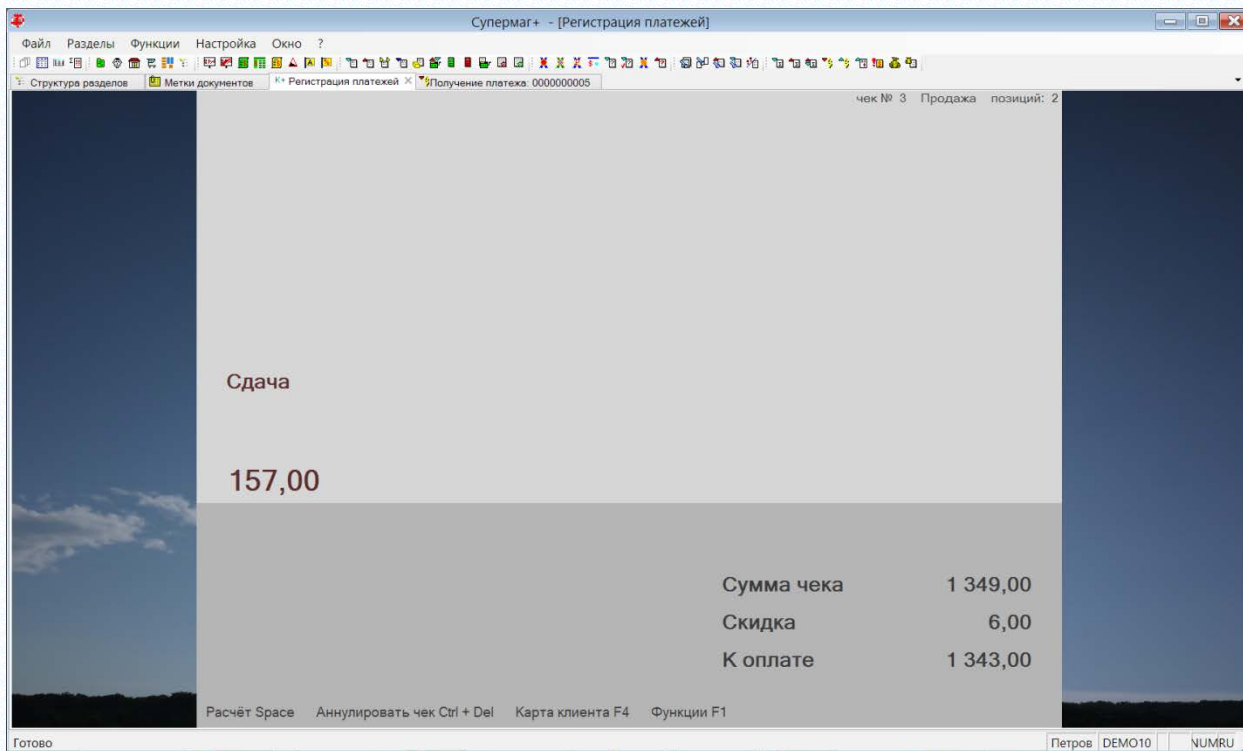 Супермаг+ - [Регистрация платежей]
Файл Разделы Функции Настройка Окно ?
Структура разделов Метки документов К+ Регистрация платежей Получение платежа: 0000000005
чек № 3 Продажа позиций: 2
Сдача
157,00
Сумма чека 1 349,00
Скидка 6,00
К оплате 1 343,00
Расчёт Space Аннулировать чек Ctrl + Del Карта клиента F4 Функции F1
Готово Петров DEMO10 NUMRU